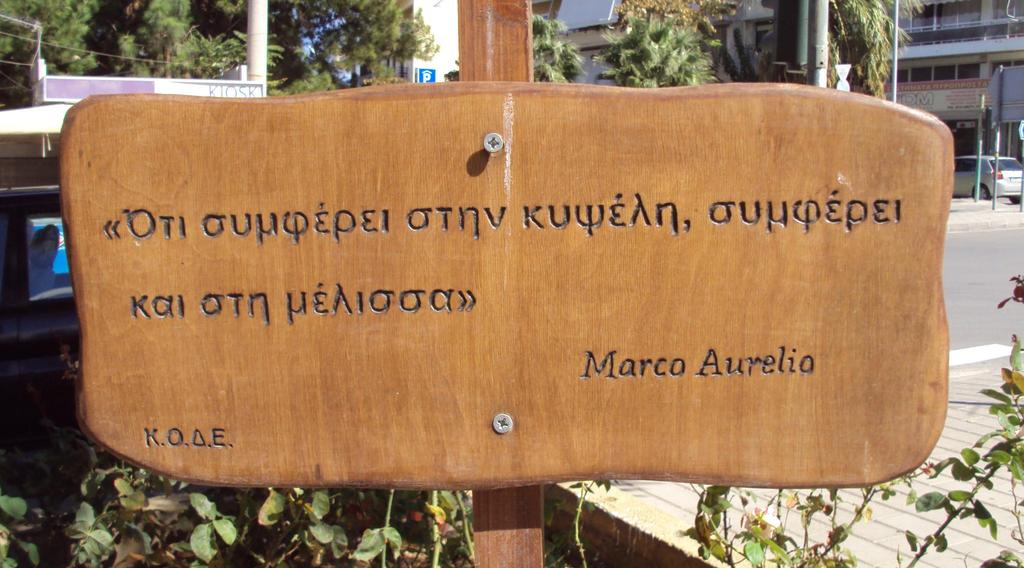 KIOSK
P
«Ότι συμφέρει στην κυψέλη, συμφέρει
και στη μέλισσα»
Marco Aurelio
Κ.Ο.Δ.Ε.